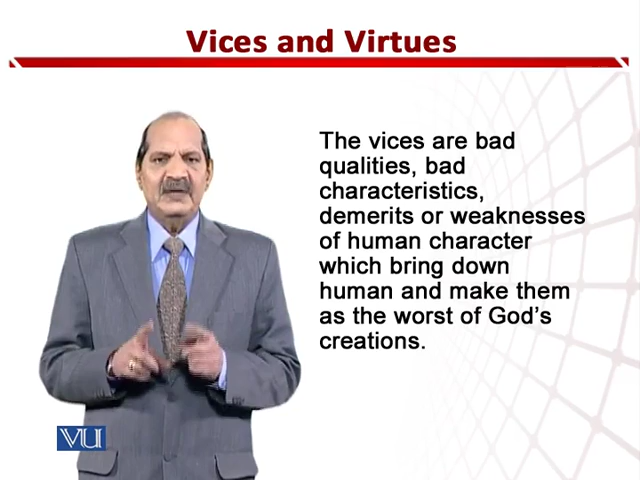 Vices and Virtues
The vices are bad
qualities, bad
characteristics,
demerits or weaknesses
of human character
which bring down
human and make them
as the worst of God's
creations.
VU